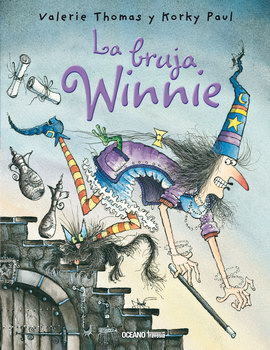 Valerie Thomas y Korky Paul
La bruja
Winnie
OCEANO